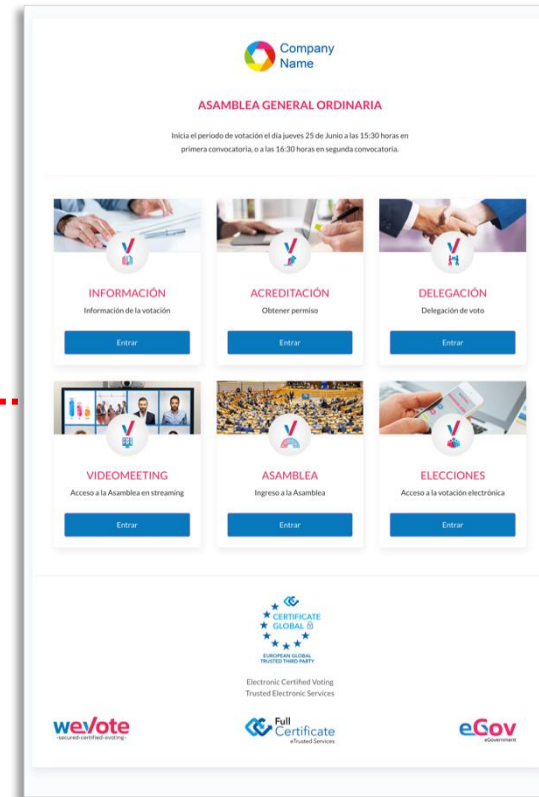 Company
Name
ASAMBLEA GENERAL ORDINARIA
Inicia el periodo de votación el día jueves 25 de Junio a las 15:30 horas en
primera convocatoria, o a las 16:30 horas en segunda convocatoria.
INFORMACIÓN
Información de la votación
Entrar
ACREDITACIÓN
Obtener permiso
Entrar
DELEGACIÓN
Delegación de voto
Entrar
VIDEOMEETING
Acceso a la Asamblea en streaming
Entrar
ASAMBLEA
Ingreso a la Asamblea
Entrar
ELECCIONES
Acceso a la votación electrónica
Entrar
CERTIFICATE
GLOBAL
EUROPEAN GLOBAL
TRUSTED THIRD PARTY
Electronic Certified Voting
Trusted Electronic Services
wevote
-secured-certified-evoting-
Full
Certificate
eTrusted Services
eGov
eGovernment